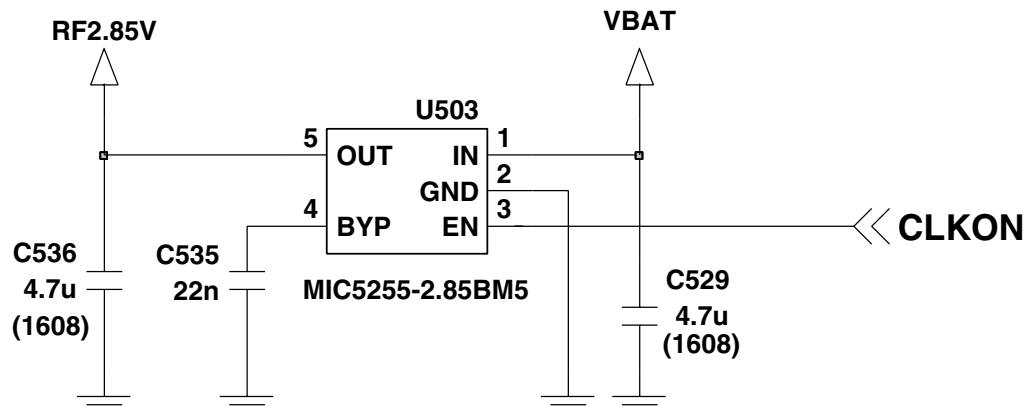 RF2.85V
VBAT
U503
5
OUT
IN
1
GND
2
4
BYP
EN
3
CLKON
C536
4.7u
(1608)
C535
22n
MIC5255-2.85BM5
C529
4.7u
(1608)